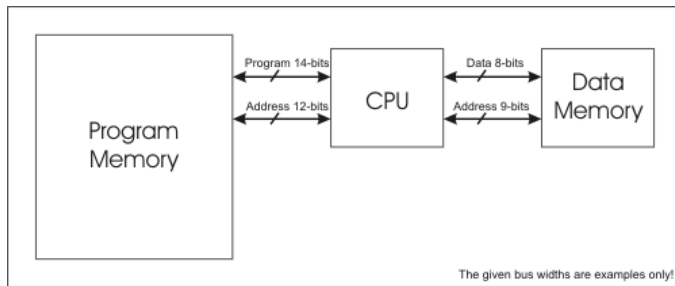 Program 14-bits
Data 8-bits
Program
Memory
CPU
Data
Memory
Address 12-bits
Address 9-bits
The given bus widths are examples only!